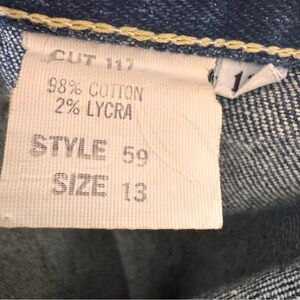 CUT 117
98% COTTON
2% LYCRA
STYLE 59
SIZE 13